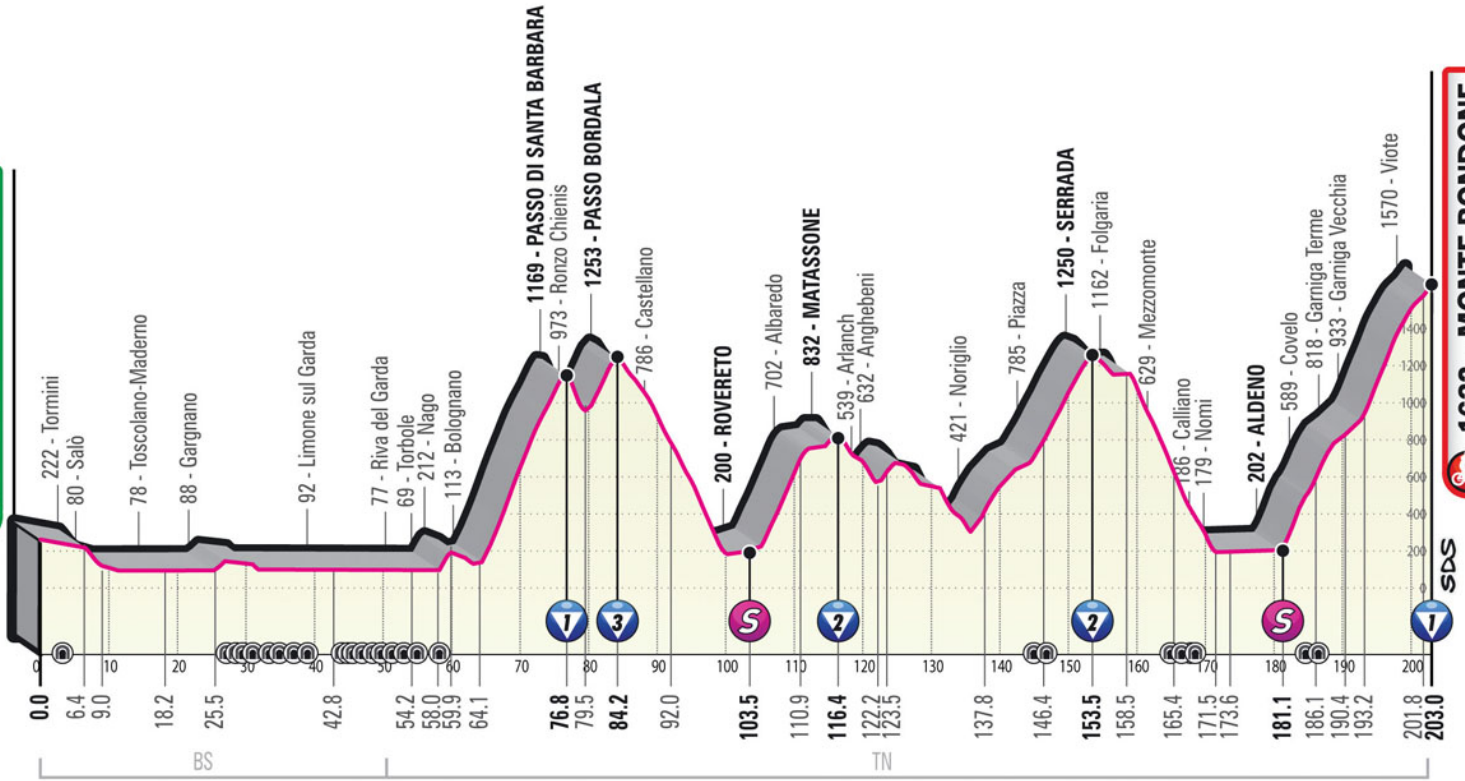 222 - Tormini
80 - Salò
78 - Toscolano-Maderno
88 - Gargnano
92 - Limone sul Garda
77 - Riva del Garda
69 - Torbole
212 - Nago
113 - Bolognano
1169 - PASSO DI SANTA BARBARA
973 - Ronzo Chienis
1253 - PASSO BORDALA
786 - Castellano
200 - ROVERETO
702 - Albaredo
832 - MATASSONE
539 - Arlanch
632 - Anghebeni
421 - Noriglio
785 - Piazza
1250 - SERRADA
1162 - Folgaria
629 - Mezzomonte
186 - Calliano
179 - Nomi
202 - ALDENO
589 - Covelo
818 - Garniga Terme
933 - Garniga Vecchia
1570 - Viote
MONTE BONDONE
1400
1200
1000
800
600
400
200
0
SDS
1 3 S 2 2 S 1
0 10 20 30 40 50 60 70 80 90 100 110 120 130 140 150 160 170 180 190 200
0.0 6.4 9.0 18.2 25.5 42.8 54.2 58.0 59.9 64.1 76.8 79.5 84.2 92.0 103.5 110.9 116.4 122.2 123.5 137.8 146.4 153.5 158.5 165.4 171.5 173.6 181.1 186.1 190.4 193.2 201.8 203.0
BS TN